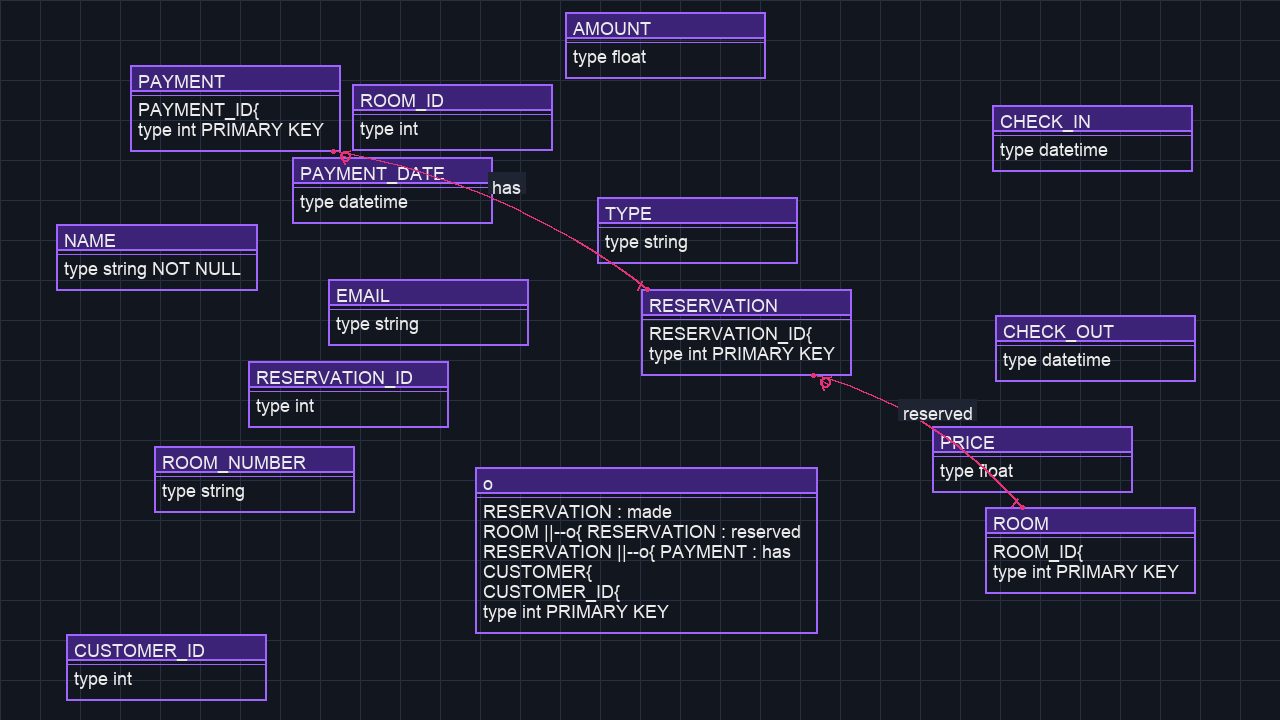 AMOUNT
type float
PAYMENT
PAYMENT_ID{
type int PRIMARY KEY
ROOM_ID
type int
CHECK_IN
type datetime
PAYMENT_DATE
type datetime
has
TYPE
type string
NAME
type string NOT NULL
EMAIL
type string
RESERVATION
RESERVATION_ID{
type int PRIMARY KEY
CHECK_OUT
type datetime
RESERVATION_ID
type int
reserved
PRICE
type float
ROOM_NUMBER
type string
o
RESERVATION : made
ROOM ||--o{ RESERVATION : reserved
RESERVATION ||--o{ PAYMENT : has
CUSTOMER{
CUSTOMER_ID{
type int PRIMARY KEY
ROOM
ROOM_ID{
type int PRIMARY KEY
CUSTOMER_ID
type int